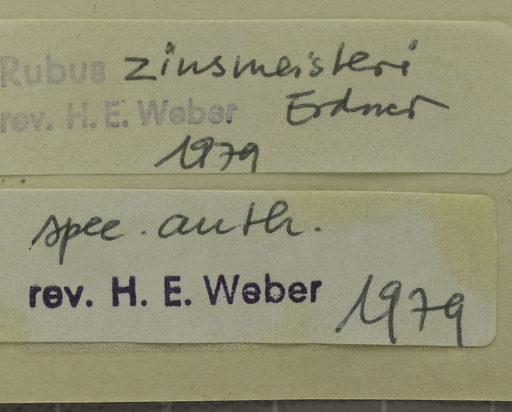 Rubus zinsmeisteri
rev. H. E. Weber Erdner
1979
spec. auth.
rev. H. E. Weber 1979